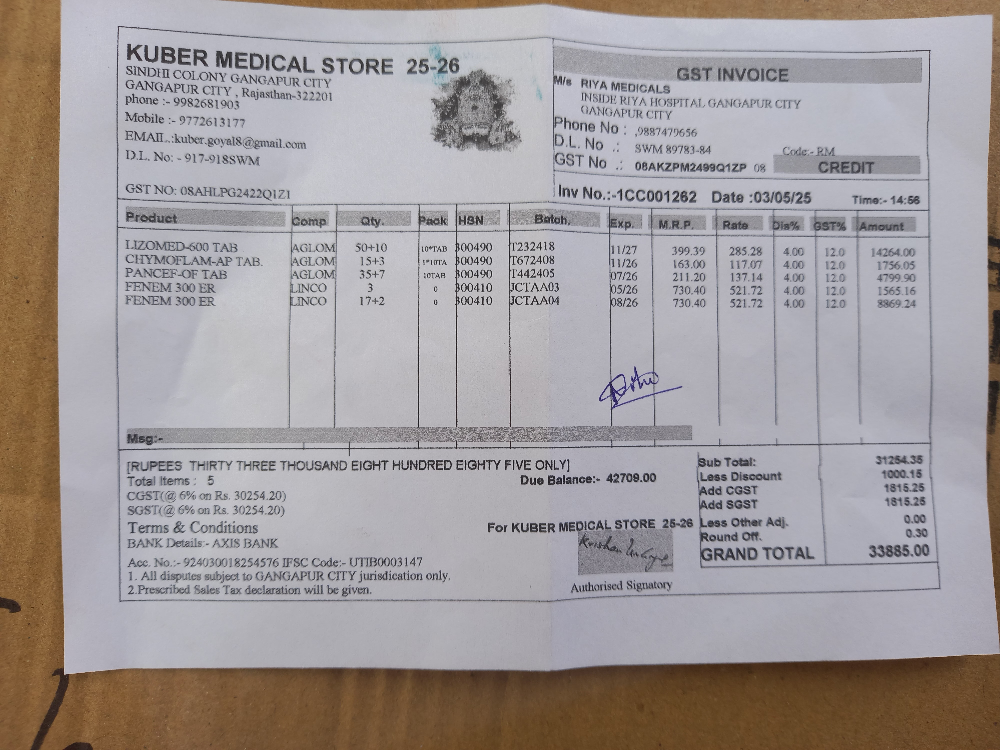 KUBER MEDICAL STORE 25-26
SINDHI COLONY GANGAPUR CITY
GANGAPUR CITY , Rajasthan-322201
phone :- 9982681903
Mobile :- 9772613177
EMAIL.:kuber.goyal8@gmail.com
D.L. No: - 917-918SWM
GST NO: 08AHLPG2422Q1Z1
GST INVOICE
M/s RIYA MEDICALS
INSIDE RIYA HOSPITAL GANGAPUR CITY
GANGAPUR CITY
Phone No : ,9887479656
D.L. No .: SWM 89783-84 Code:- RM
GST No .: 08AKZPM2499Q1ZP 08 CREDIT
Inv No.:-1CC001262 Date :03/05/25 Time:- 14:56
Product Comp Qty. Pack HSN Batch. Exp. M.R.P. Rate Dis% GST% Amount
LIZOMED-600 TAB AGLOM 50+10 10*TAB 300490 T232418 11/27 399.39 285.28 4.00 12.0 14264.00
CHYMOFLAM-AP TAB. AGLOM 15+3 1*10TA 300490 T672408 11/26 163.00 117.07 4.00 12.0 1756.05
PANCEF-OF TAB AGLOM 35+7 10TAB 300490 T442405 07/26 211.20 137.14 4.00 12.0 4799.90
FENEM 300 ER LINCO 3 0 300410 JCTAA03 05/26 730.40 521.72 4.00 12.0 1565.16
FENEM 300 ER LINCO 17+2 0 300410 JCTAA04 08/26 730.40 521.72 4.00 12.0 8869.24
Msg:-
[RUPEES THIRTY THREE THOUSAND EIGHT HUNDRED EIGHTY FIVE ONLY]
Total Items : 5 Due Balance:- 42709.00
CGST(@ 6% on Rs. 30254.20)
SGST(@ 6% on Rs. 30254.20)
Terms & Conditions
BANK Details:- AXIS BANK
Acc. No.:- 924030018254576 IFSC Code:- UTIB0003147
1. All disputes subject to GANGAPUR CITY jurisdication only.
2.Prescribed Sales Tax declaration will be given.
For KUBER MEDICAL STORE 25-26
Authorised Signatory
Sub Total: 31254.35
Less Discount 1000.15
Add CGST 1815.25
Add SGST 1815.25
Less Other Adj. 0.00
Round Off. 0.30
GRAND TOTAL 33885.00